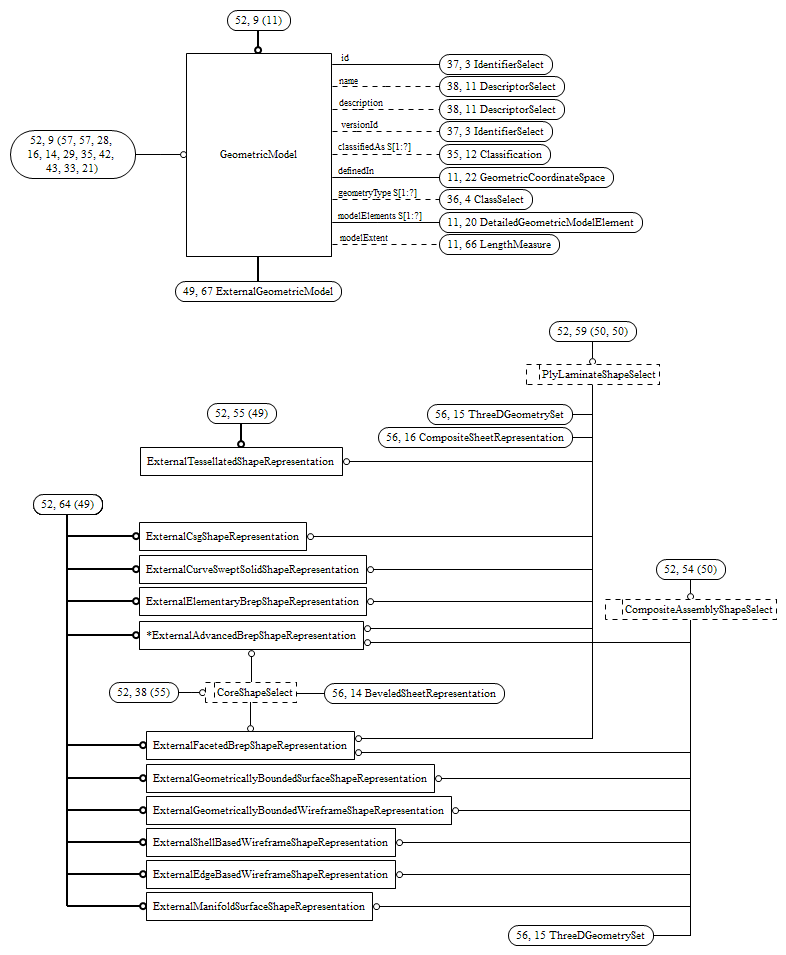 52, 9 (11)
id
37, 3 IdentifierSelect
name
38, 11 DescriptorSelect
description
38, 11 DescriptorSelect
versionId
37, 3 IdentifierSelect
52, 9 (57, 57, 28,
16, 14, 29, 35, 42,
43, 33, 21)
GeometricModel
classifiedAs S[1:?]
35, 12 Classification
definedIn
11, 22 GeometricCoordinateSpace
geometryType S[1:?]
36, 4 ClassSelect
modelElements S[1:?]
11, 20 DetailedGeometricModelElement
modelExtent
11, 66 LengthMeasure
49, 67 ExternalGeometricModel
52, 59 (50, 50)
PlyLaminateShapeSelect
52, 55 (49)
56, 15 ThreeDGeometrySet
56, 16 CompositeSheetRepresentation
ExternalTessellatedShapeRepresentation
52, 64 (49)
ExternalCsgShapeRepresentation
ExternalCurveSweptSolidShapeRepresentation
52, 54 (50)
ExternalElementaryBrepShapeRepresentation
CompositeAssemblyShapeSelect
*ExternalAdvancedBrepShapeRepresentation
52, 38 (55)
CoreShapeSelect
56, 14 BeveledSheetRepresentation
ExternalFacetedBrepShapeRepresentation
ExternalGeometricallyBoundedSurfaceShapeRepresentation
ExternalGeometricallyBoundedWireframeShapeRepresentation
ExternalShellBasedWireframeShapeRepresentation
ExternalEdgeBasedWireframeShapeRepresentation
ExternalManifoldSurfaceShapeRepresentation
56, 15 ThreeDGeometrySet